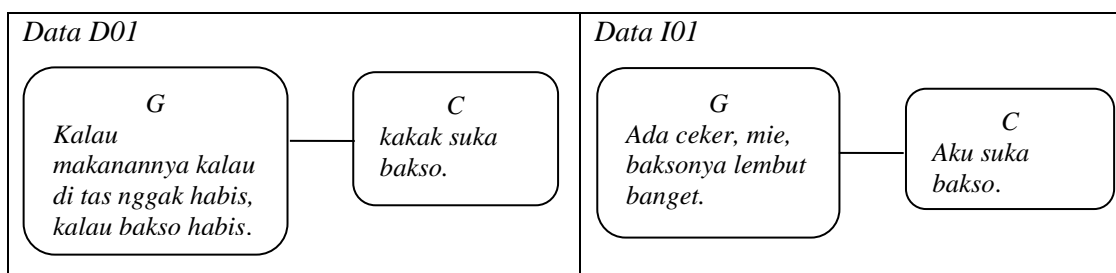 Data D01
G
Kalau
makanannya kalau
di tas nggak habis,
kalau bakso habis.
C
kakak suka
bakso.
Data I01
G
Ada ceker, mie,
baksonya lembut
banget.
C
Aku suka
bakso.